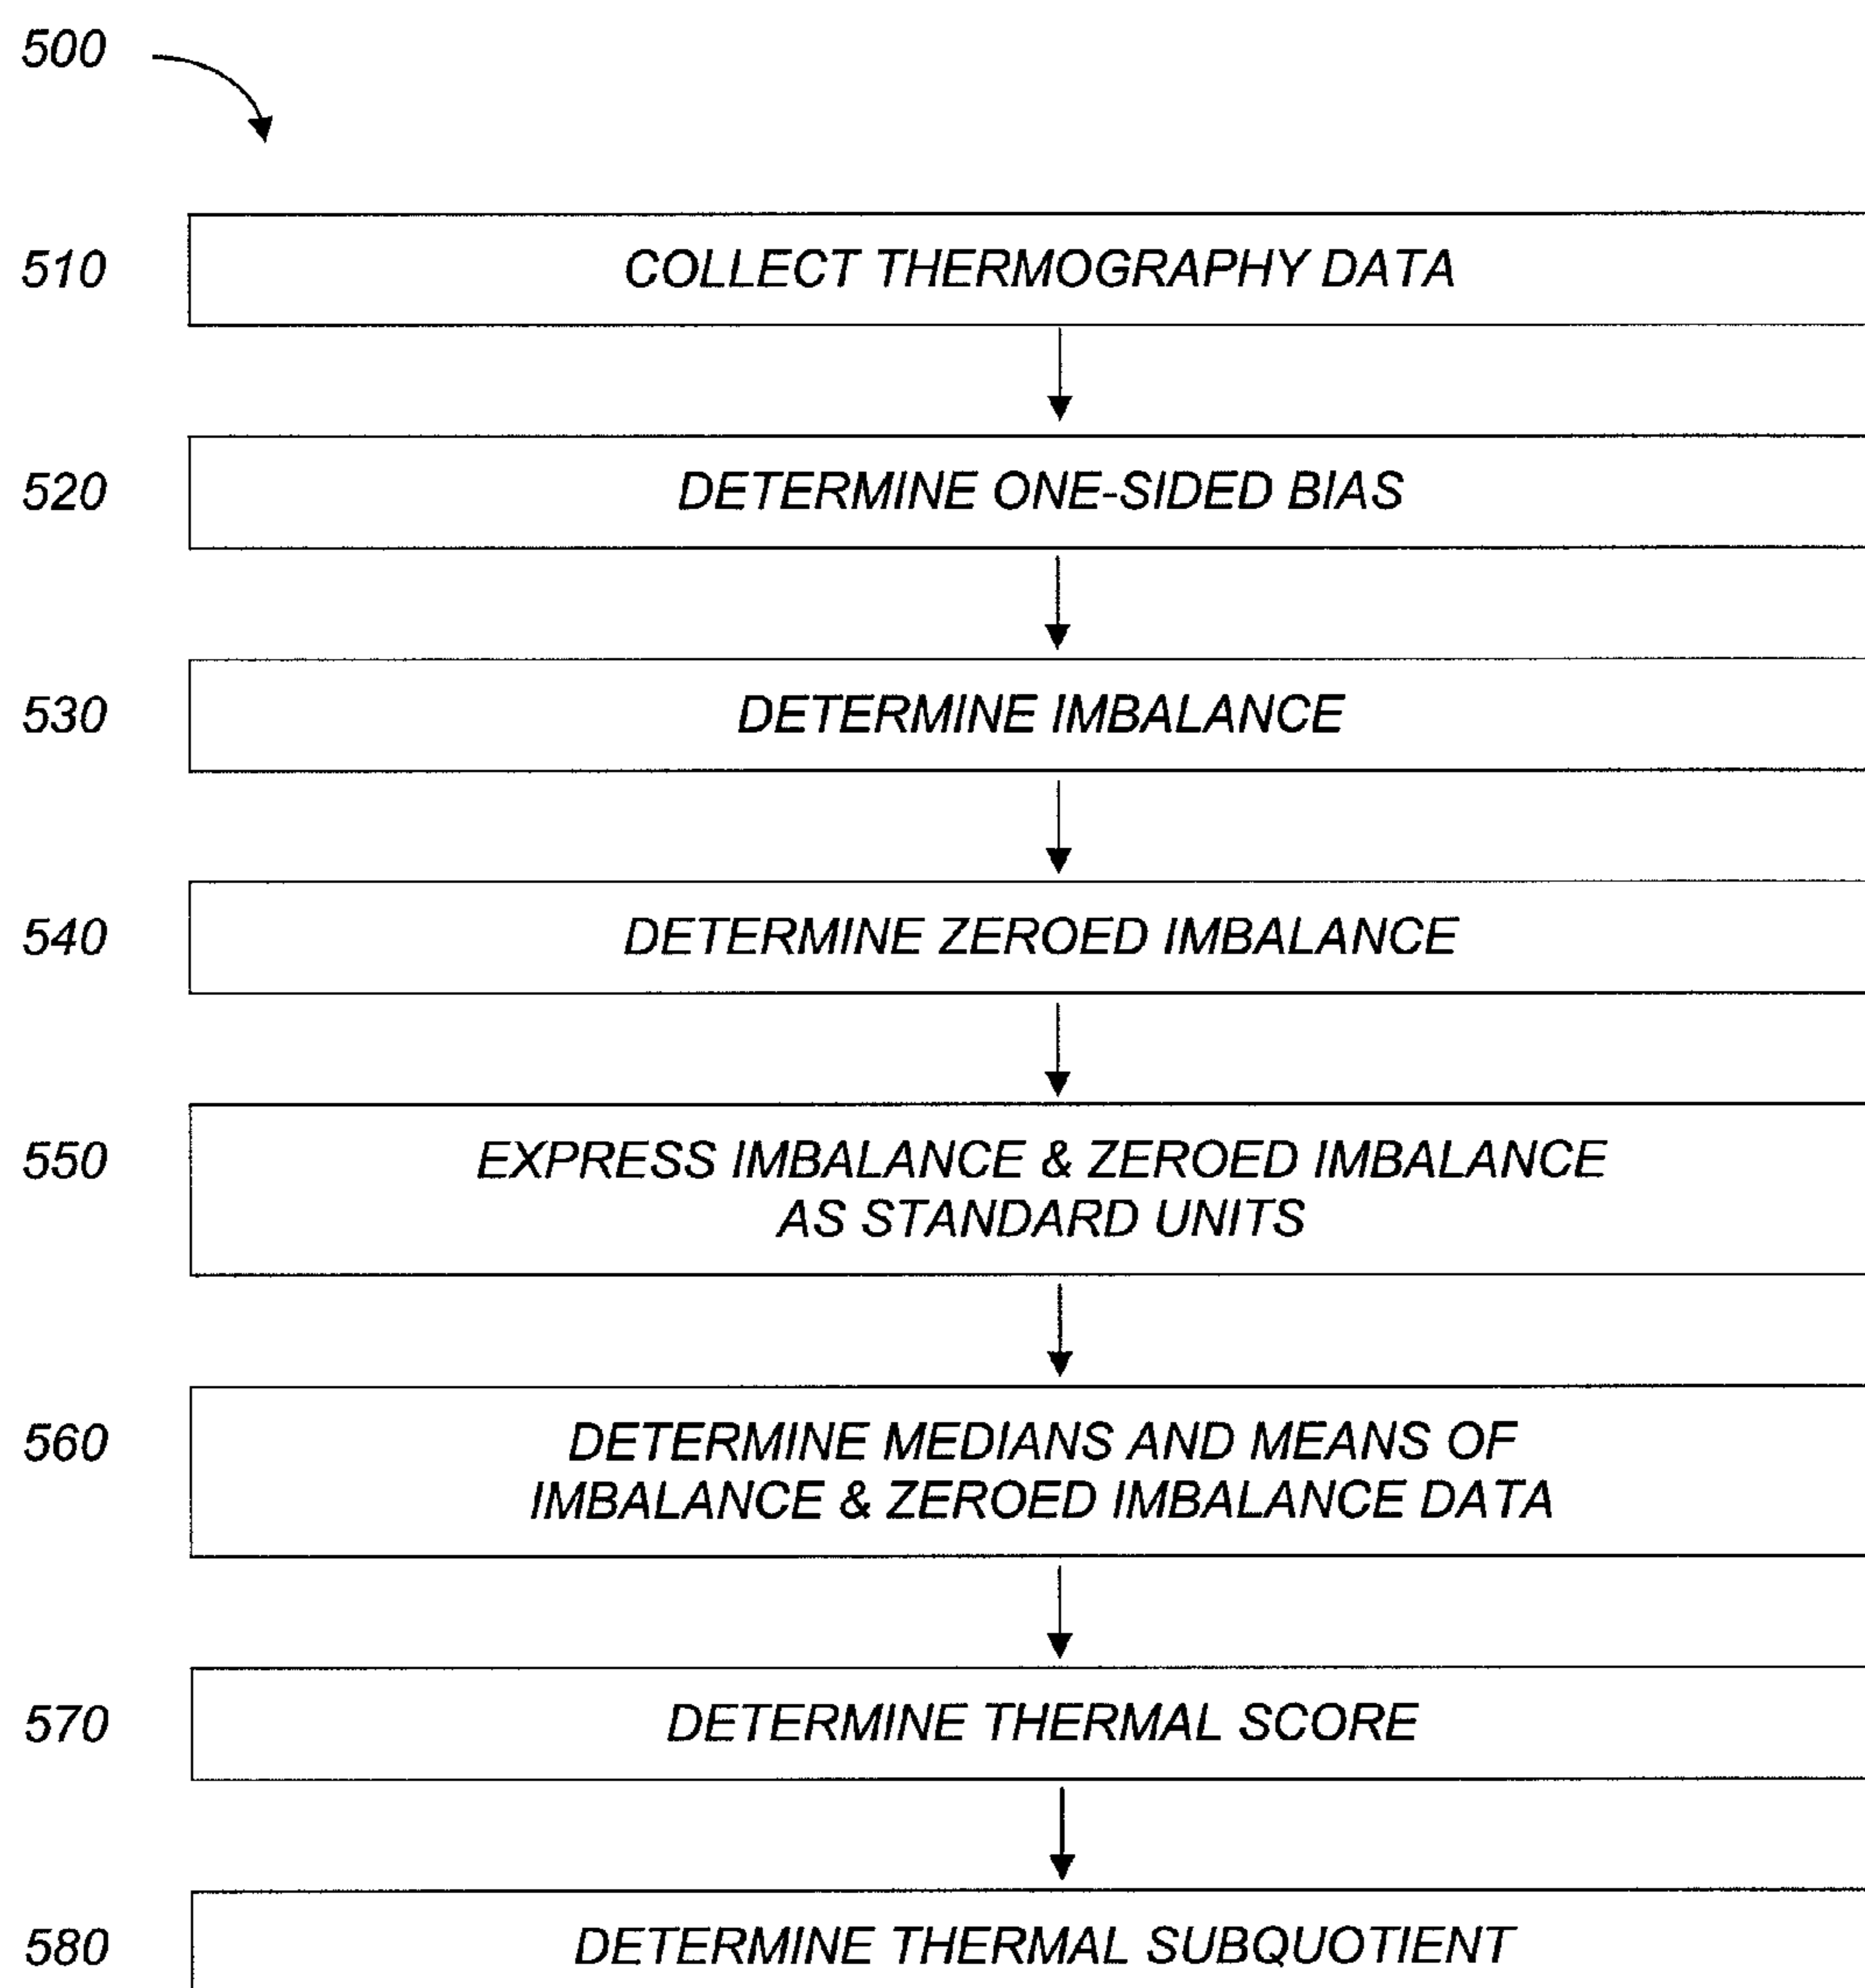 500
510 COLLECT THERMOGRAPHY DATA
520 DETERMINE ONE-SIDED BIAS
530 DETERMINE IMBALANCE
540 DETERMINE ZEROED IMBALANCE
550 EXPRESS IMBALANCE & ZEROED IMBALANCE
AS STANDARD UNITS
560 DETERMINE MEDIANS AND MEANS OF
IMBALANCE & ZEROED IMBALANCE DATA
570 DETERMINE THERMAL SCORE
580 DETERMINE THERMAL SUBQUOTIENT